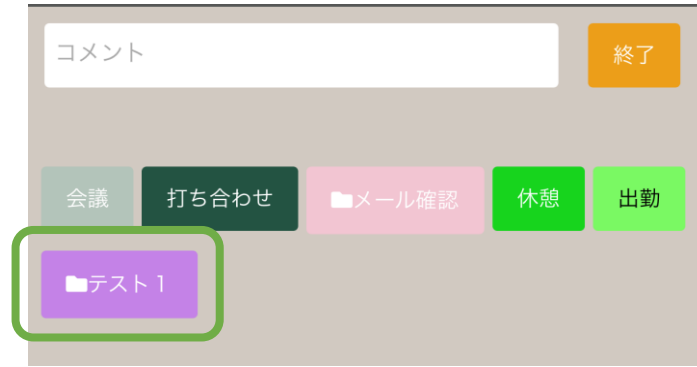 コメント
終了
会議
打ち合わせ
メール確認
休憩
出勤
テスト１